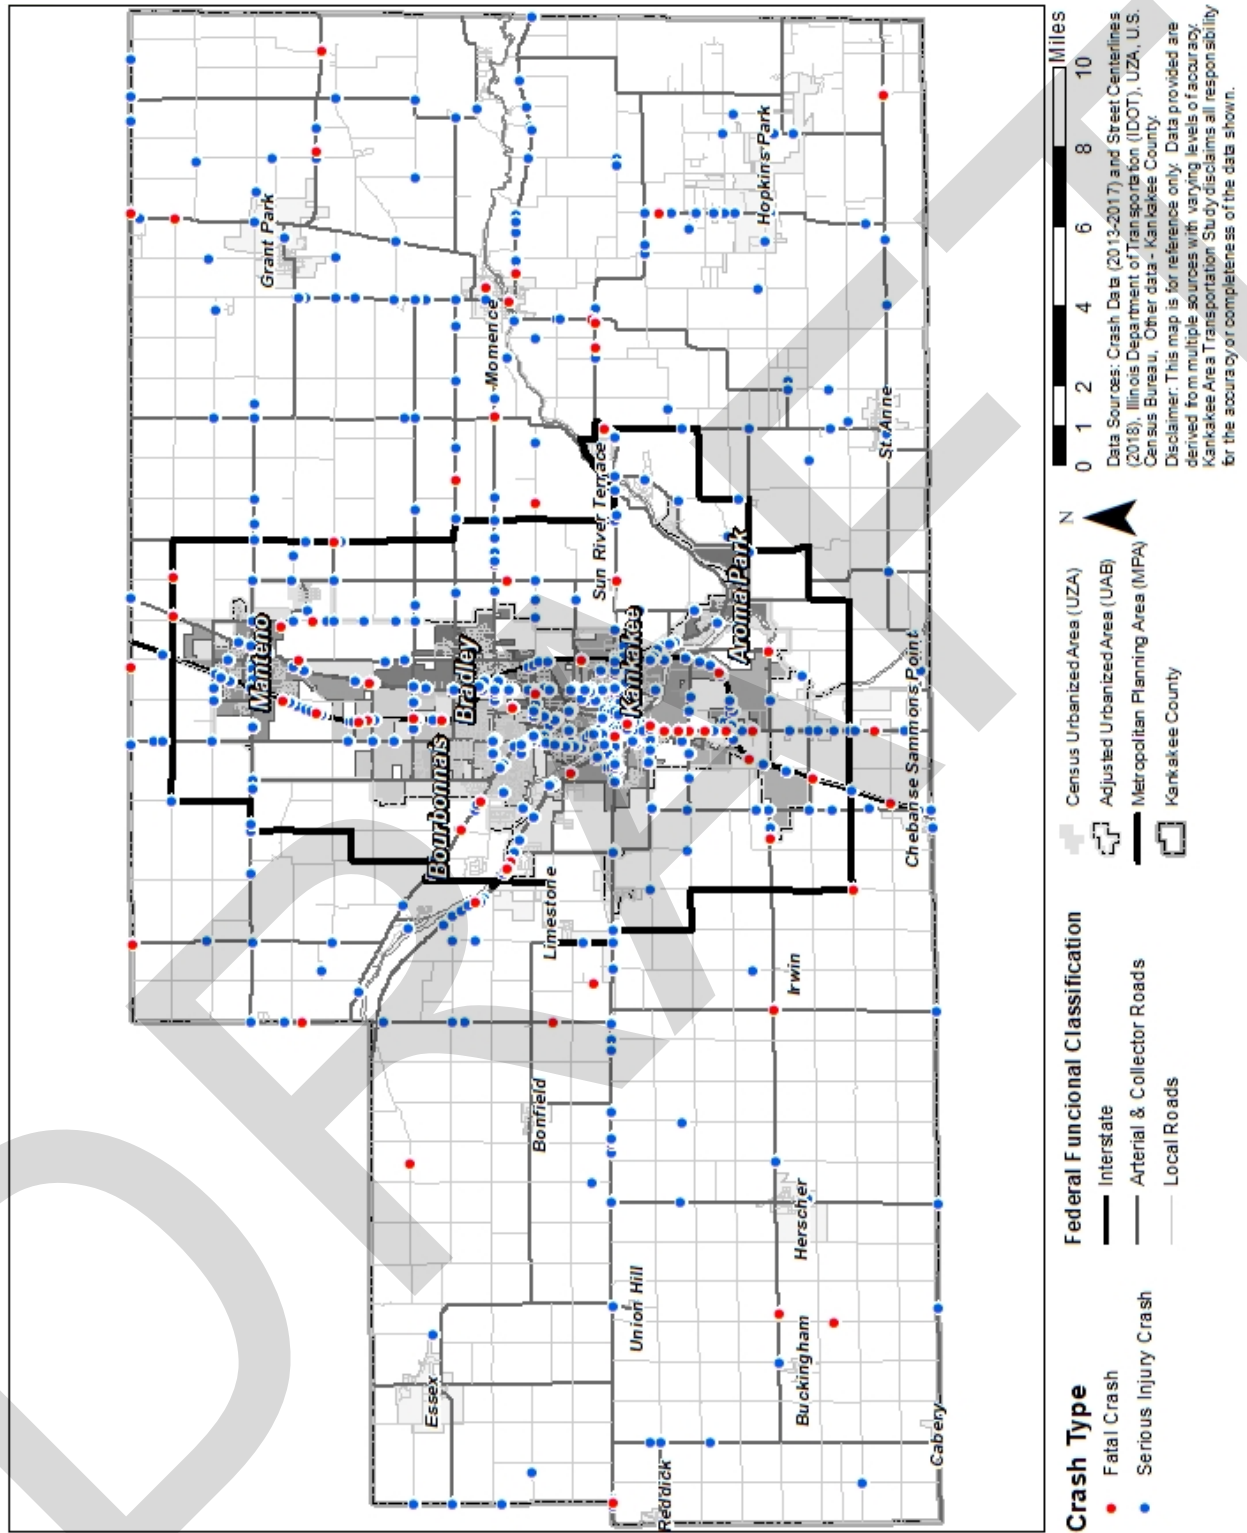 DRAFT
Grant Park
Momence
Hopkins Park
St. Anne
Sun River Terrace
Aroma Park
Manteno
Bradley
Kankakee
Bourbonnais
Sammons Point
Chebanse
Limestone
Irwin
Bonfield
Herscher
Union Hill
Buckingham
Essex
Reddick
Cabery
Crash Type
Fatal Crash
Serious Injury Crash
Federal Funcional Classification
Interstate
Arterial & Collector Roads
Local Roads
Census Urbanized Area (UZA)
Adjusted Urbanized Area (UAB)
Metropolitan Planning Area (MPA)
Kankakee County
N
0 1 2 4 6 8 10
Miles
Data Sources: Crash Data (2013-2017) and Street Centerlines
(2018), Illinois Department of Transportation (IDOT), UZA, U.S.
Census Bureau, Other data - Kankakee County.
Disclaimer: This map is for reference only. Data provided are
derived from multiple sources with varying levels of accuracy.
Kankakee Area Transportation Study disclaims all responsibility
for the accuracy or completeness of the data shown.